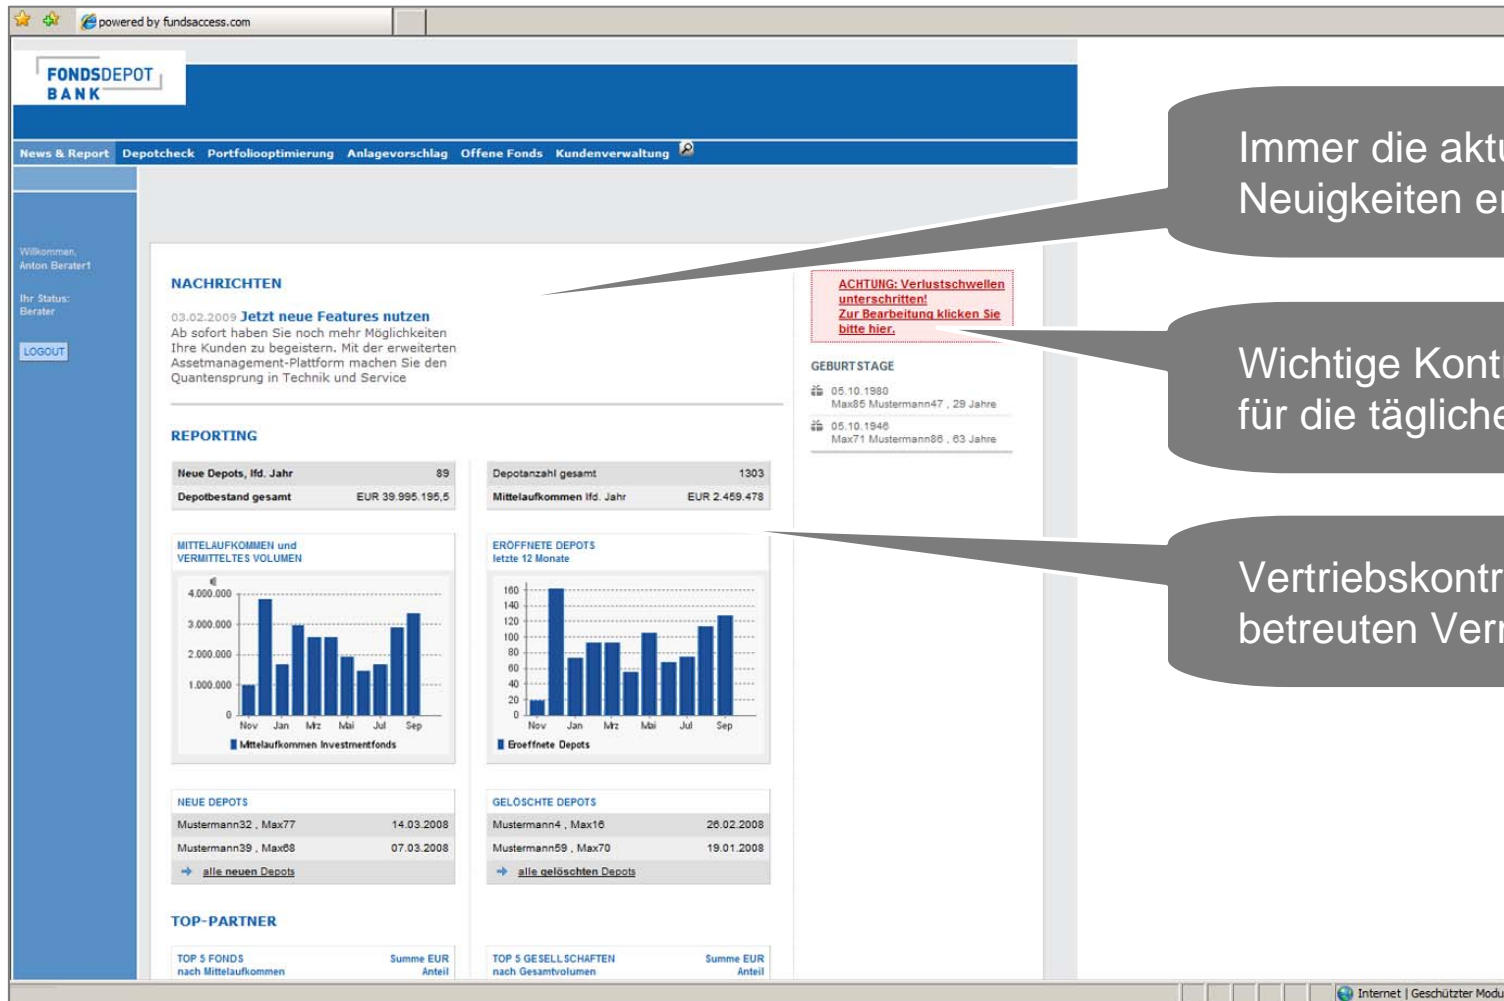 powered by fundsaccess.com
FONDSDEPOT
BANK
News & Report Depotcheck Portfoliooptimierung Anlagevorschlag Offene Fonds Kundenverwaltung
Willkommen,
Anton Berater1
Ihr Status:
Berater
LOGOUT
NACHRICHTEN
03.02.2009 Jetzt neue Features nutzen
Ab sofort haben Sie noch mehr Möglichkeiten
Ihre Kunden zu begeistern. Mit der erweiterten
Assetmanagement-Plattform machen Sie den
Quantensprung in Technik und Service
ACHTUNG: Verlustschwellen
unterschritten!
Zur Bearbeitung klicken Sie
bitte hier.
GEBURTSTAGE
05.10.1980
Max85 Mustermann47 , 29 Jahre
05.10.1946
Max71 Mustermann86 , 63 Jahre
REPORTING
Neue Depots, lfd. Jahr 89
Depotbestand gesamt EUR 39.995.195,5
Depotanzahl gesamt 1303
Mittelaufkommen lfd. Jahr EUR 2.459.478
MITTELAUFKOMMEN und
VERMITTELTES VOLUMEN
€
4.000.000
3.000.000
2.000.000
1.000.000
0
Nov Jan Mrz Mai Jul Sep
Mittelaufkommen Investmentfonds
ERÖFFNETE DEPOTS
letzte 12 Monate
160
140
120
100
80
60
40
20
0
Nov Jan Mrz Mai Jul Sep
Eroeffnete Depots
NEUE DEPOTS
Mustermann32 , Max77 14.03.2008
Mustermann39 , Max68 07.03.2008
alle neuen Depots
GELÖSCHTE DEPOTS
Mustermann4 , Max16 26.02.2008
Mustermann59 , Max70 19.01.2008
alle gelöschten Depots
TOP-PARTNER
TOP 5 FONDS Summe EUR
nach Mittelaufkommen Anteil
TOP 5 GESELLSCHAFTEN Summe EUR
nach Gesamtvolumen Anteil
Immer die aktu
Neuigkeiten er
Wichtige Kont
für die tägliche
Vertriebskontr
betreuten Ver
Internet | Geschützter Modu